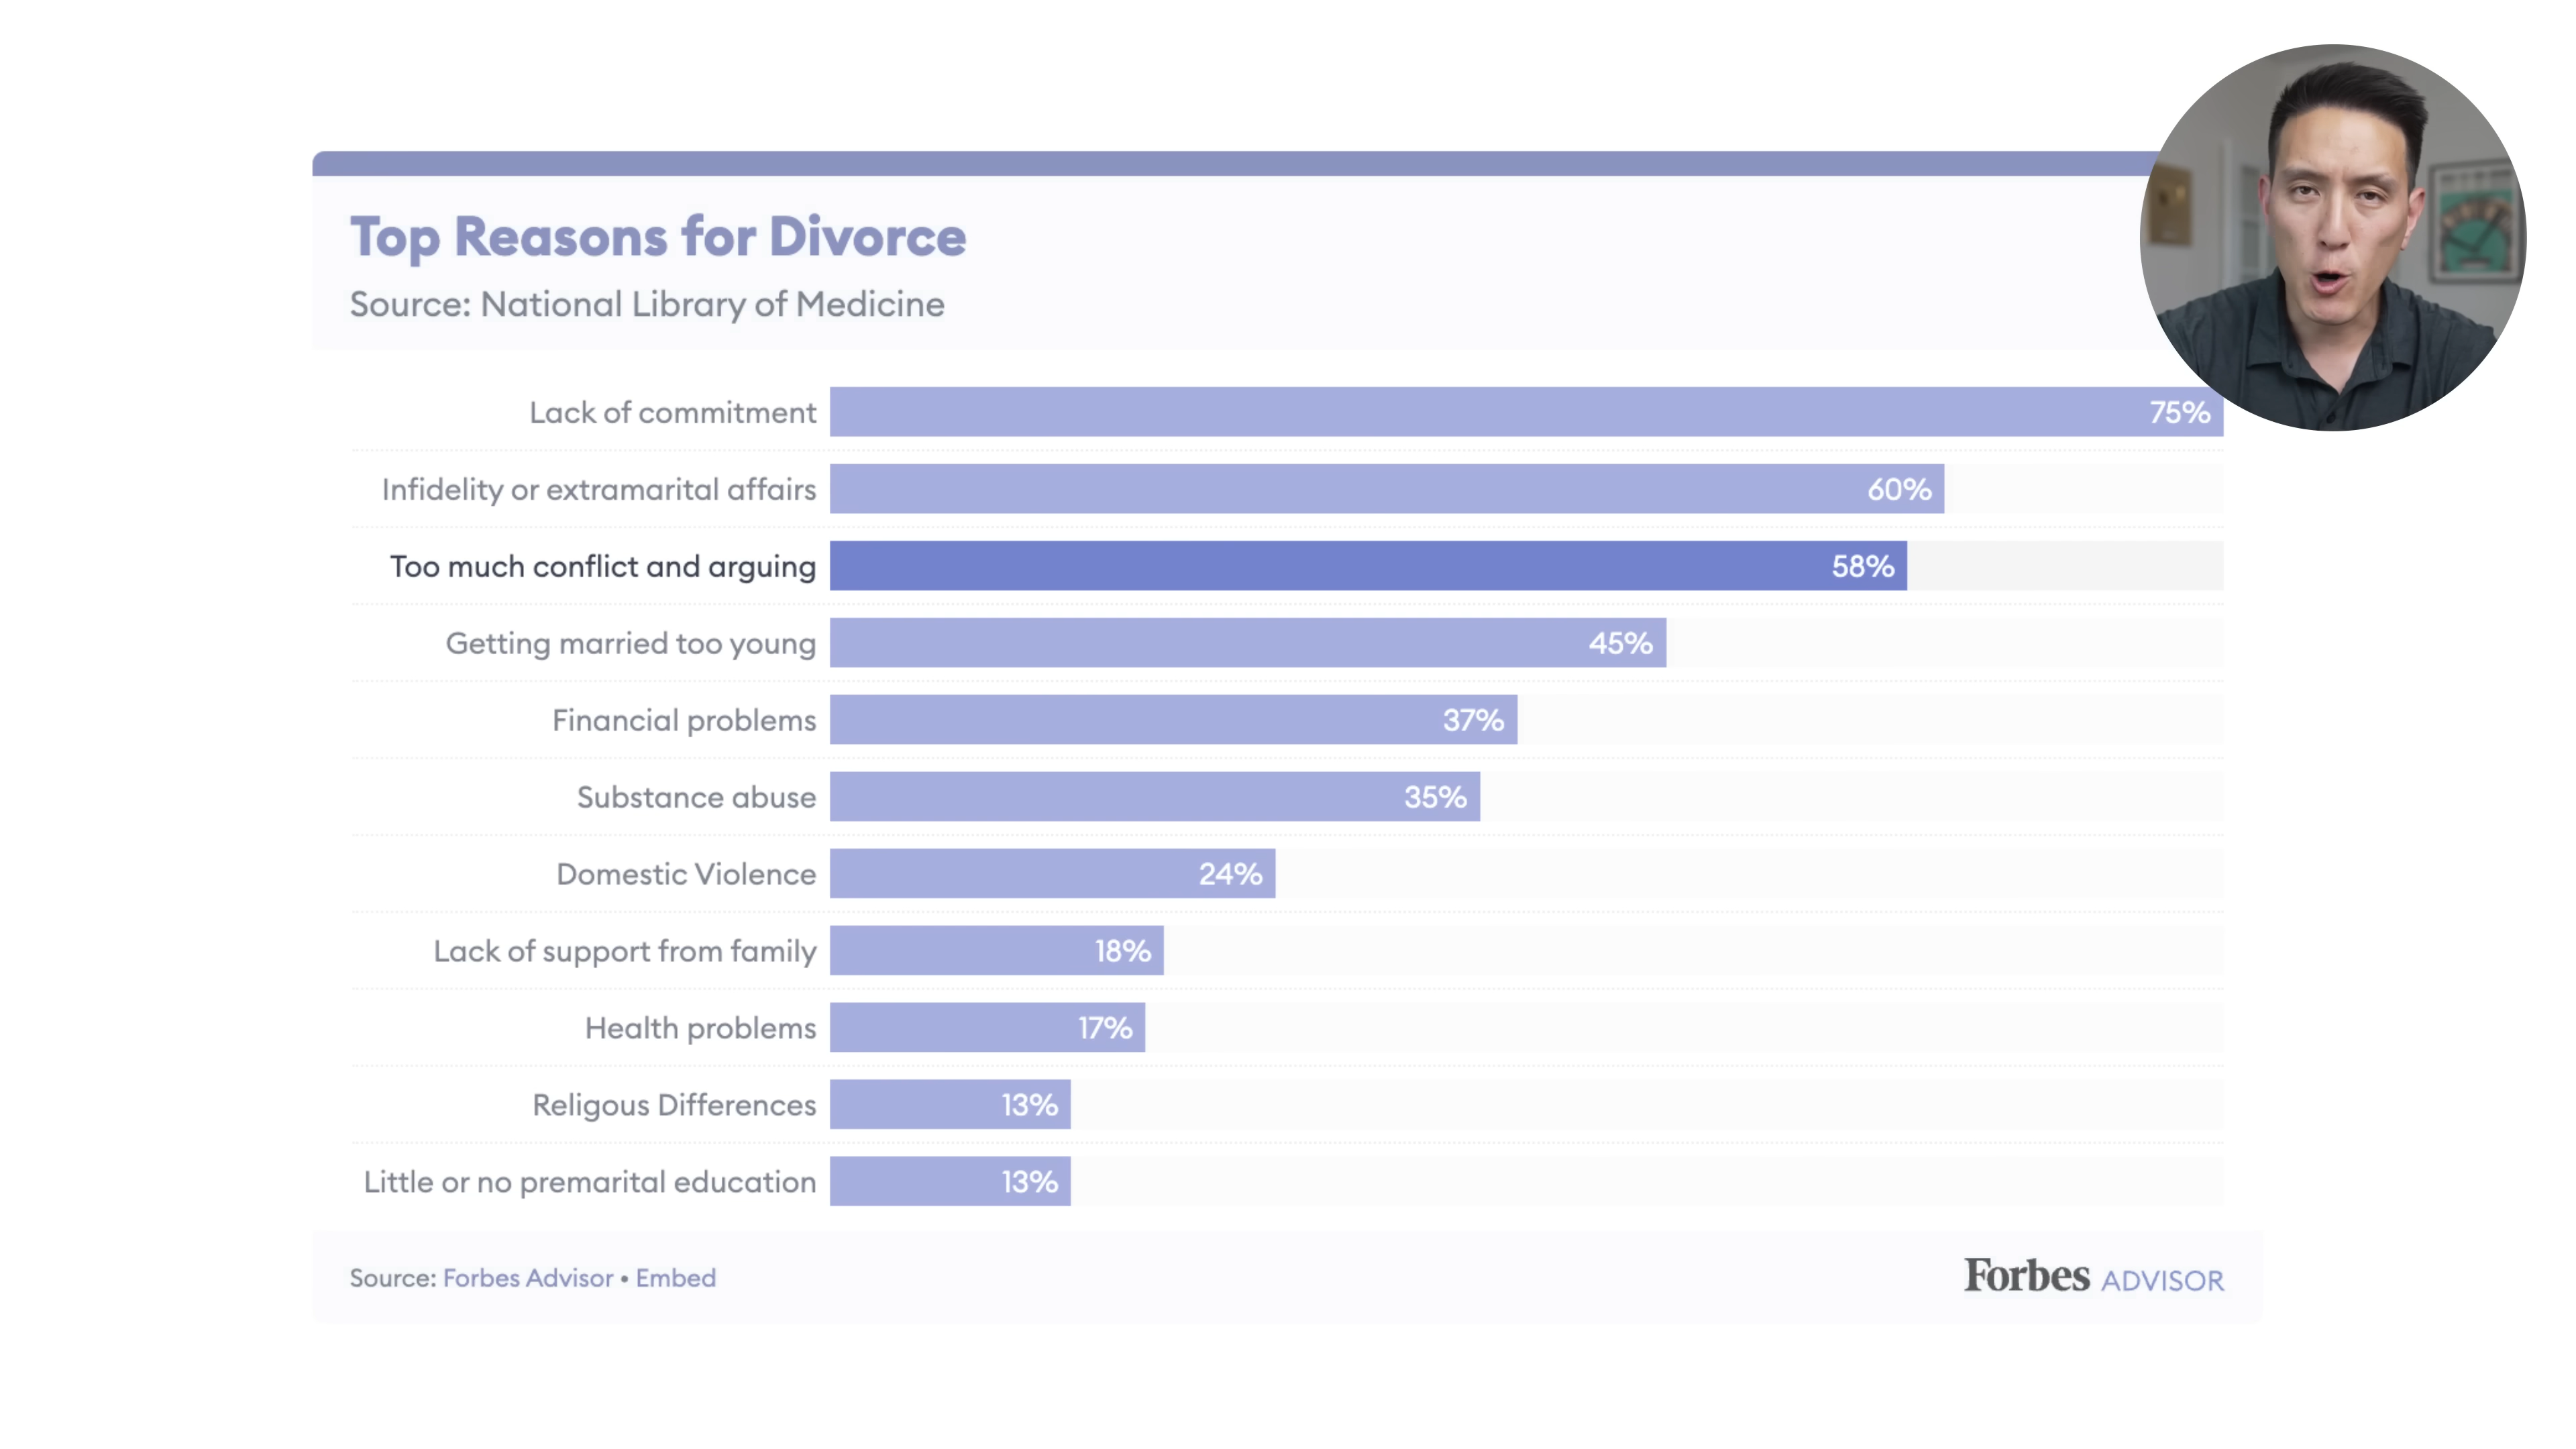 Top Reasons for Divorce
Source: National Library of Medicine
Lack of commitment 75%
Infidelity or extramarital affairs 60%
Too much conflict and arguing 58%
Getting married too young 45%
Financial problems 37%
Substance abuse 35%
Domestic Violence 24%
Lack of support from family 18%
Health problems 17%
Religous Differences 13%
Little or no premarital education 13%
Source: Forbes Advisor • Embed
Forbes ADVISOR